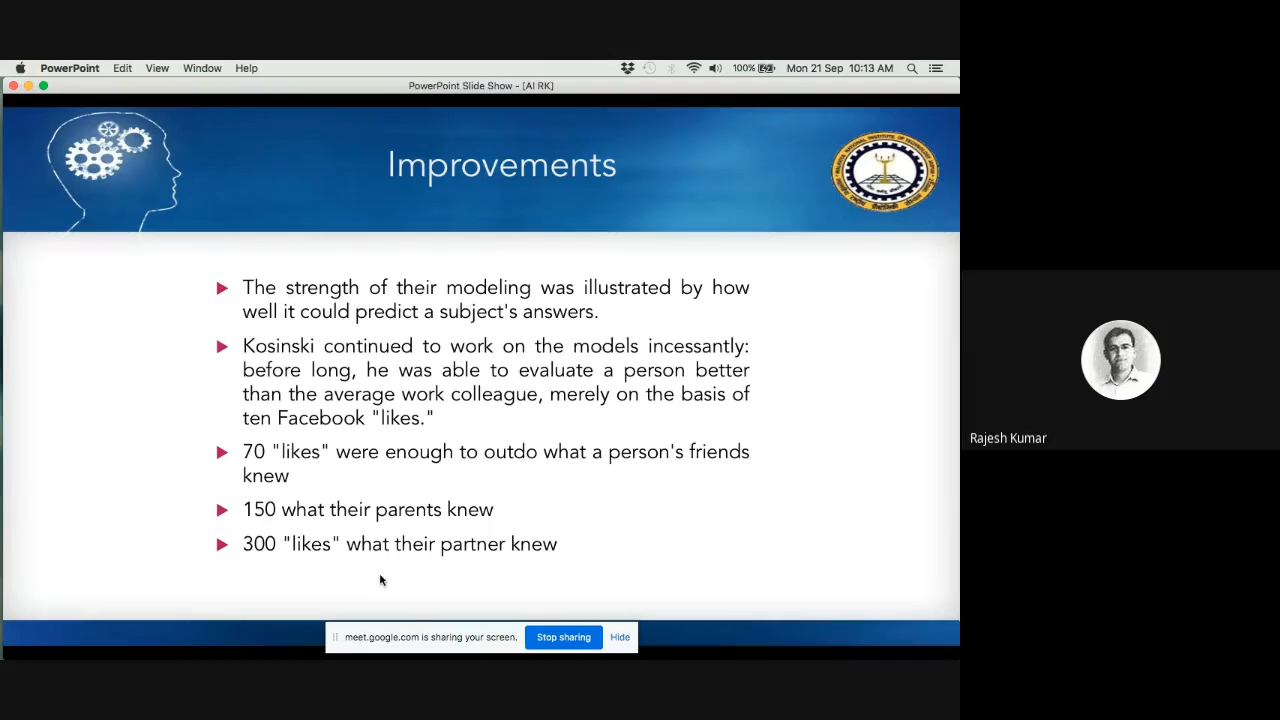 PowerPoint Edit View Window Help 100% Mon 21 Sep 10:13 AM
PowerPoint Slide Show - [AI RK]
Improvements
The strength of their modeling was illustrated by how
well it could predict a subject's answers.
Kosinski continued to work on the models incessantly:
before long, he was able to evaluate a person better
than the average work colleague, merely on the basis of
ten Facebook "likes."
70 "likes" were enough to outdo what a person's friends
knew
150 what their parents knew
300 "likes" what their partner knew
Rajesh Kumar
meet.google.com is sharing your screen. Stop sharing Hide